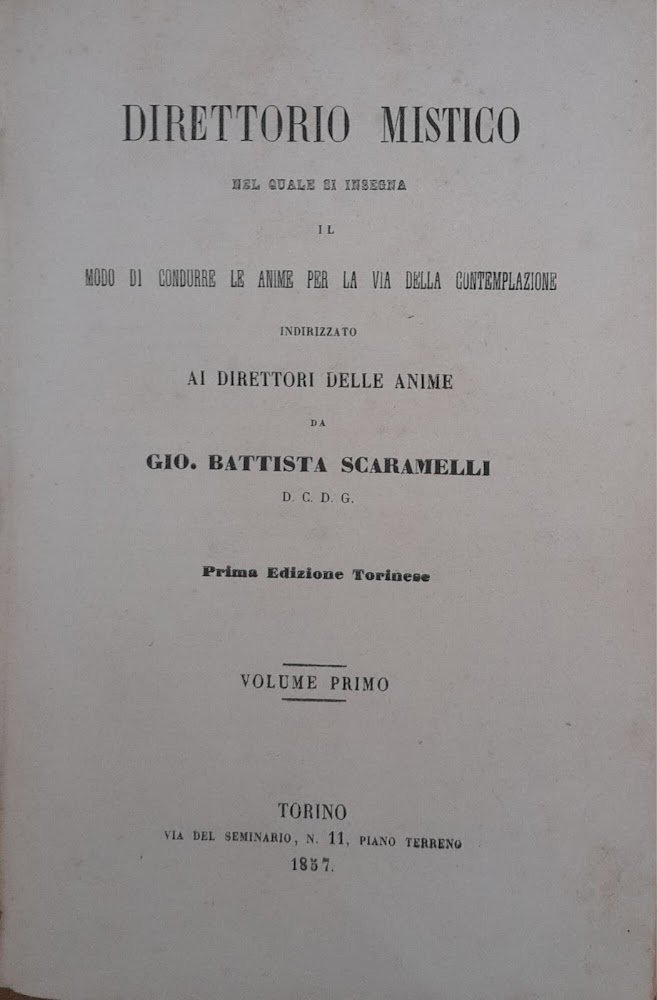 DIRETTORIO MISTICO
NEL QUALE SI INSEGNA
IL
MODO DI CONDURRE LE ANIME PER LA VIA DELLA CONTEMPLAZIONE
INDIRIZZATO
AI DIRETTORI DELLE ANIME
DA
GIO. BATTISTA SCARAMELLI
D. C. D. G.
Prima Edizione Torinese
VOLUME PRIMO
TORINO
VIA DEL SEMINARIO, N. 11, PIANO TERRENO
1857.